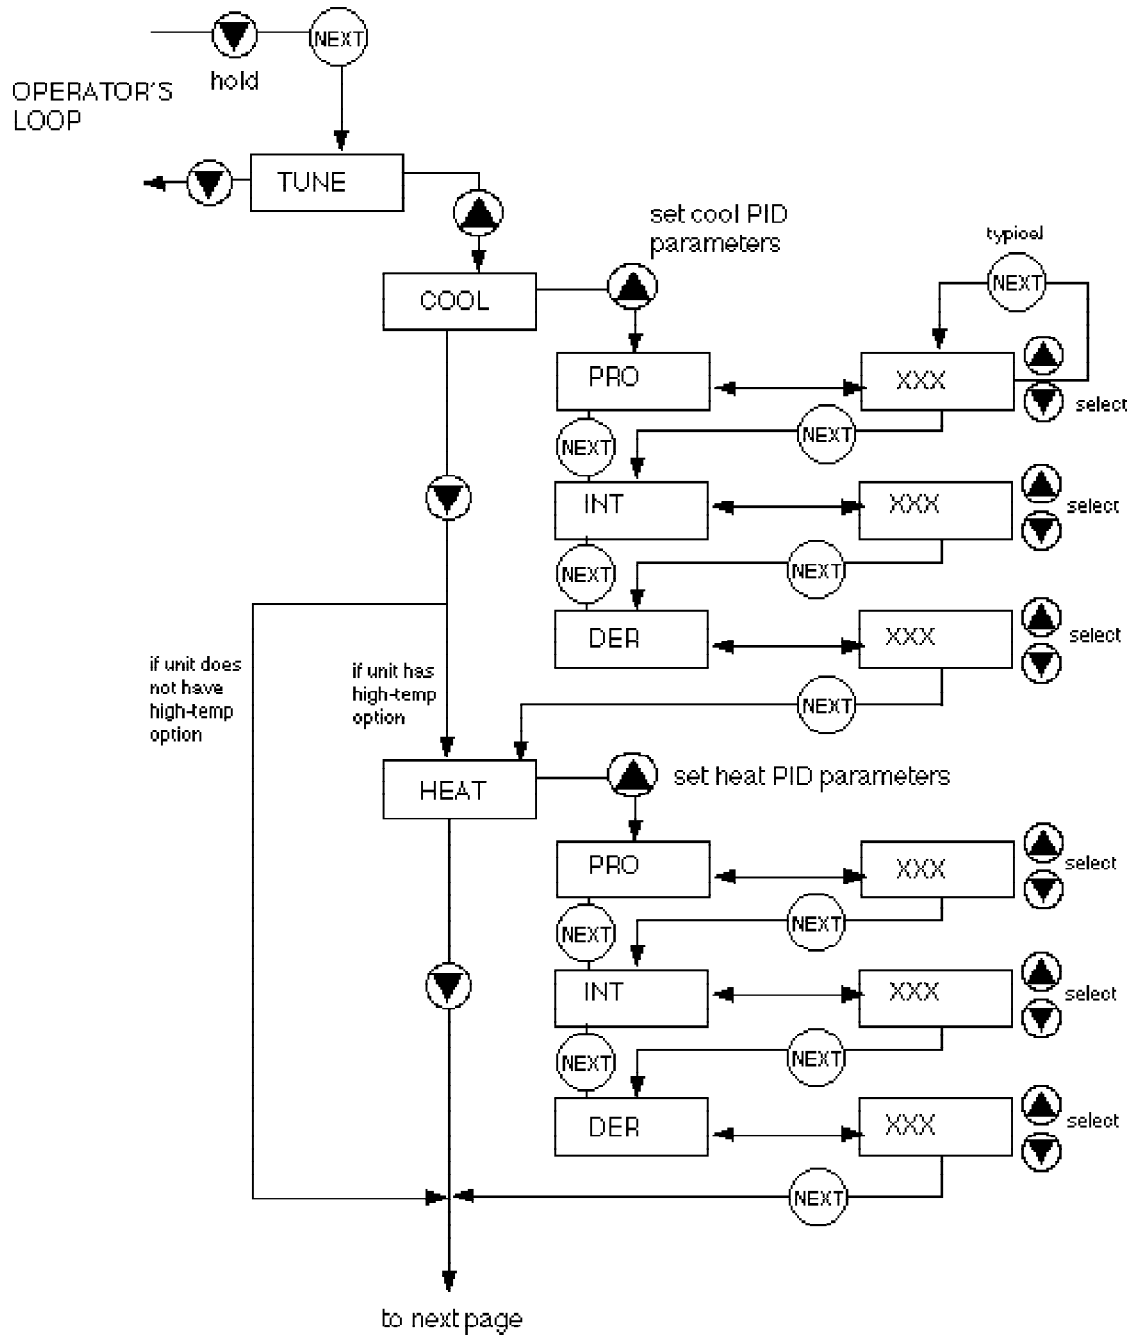 NEXT
hold
OPERATOR'S
LOOP
TUNE
set cool PID
parameters
typical
NEXT
COOL
PRO
XXX
select
NEXT
NEXT
INT
XXX
select
NEXT
NEXT
DER
XXX
select
if unit does
not have
high-temp
option
if unit has
high-temp
option
NEXT
HEAT
set heat PID parameters
PRO
XXX
select
NEXT
NEXT
INT
XXX
select
NEXT
NEXT
DER
XXX
select
NEXT
to next page